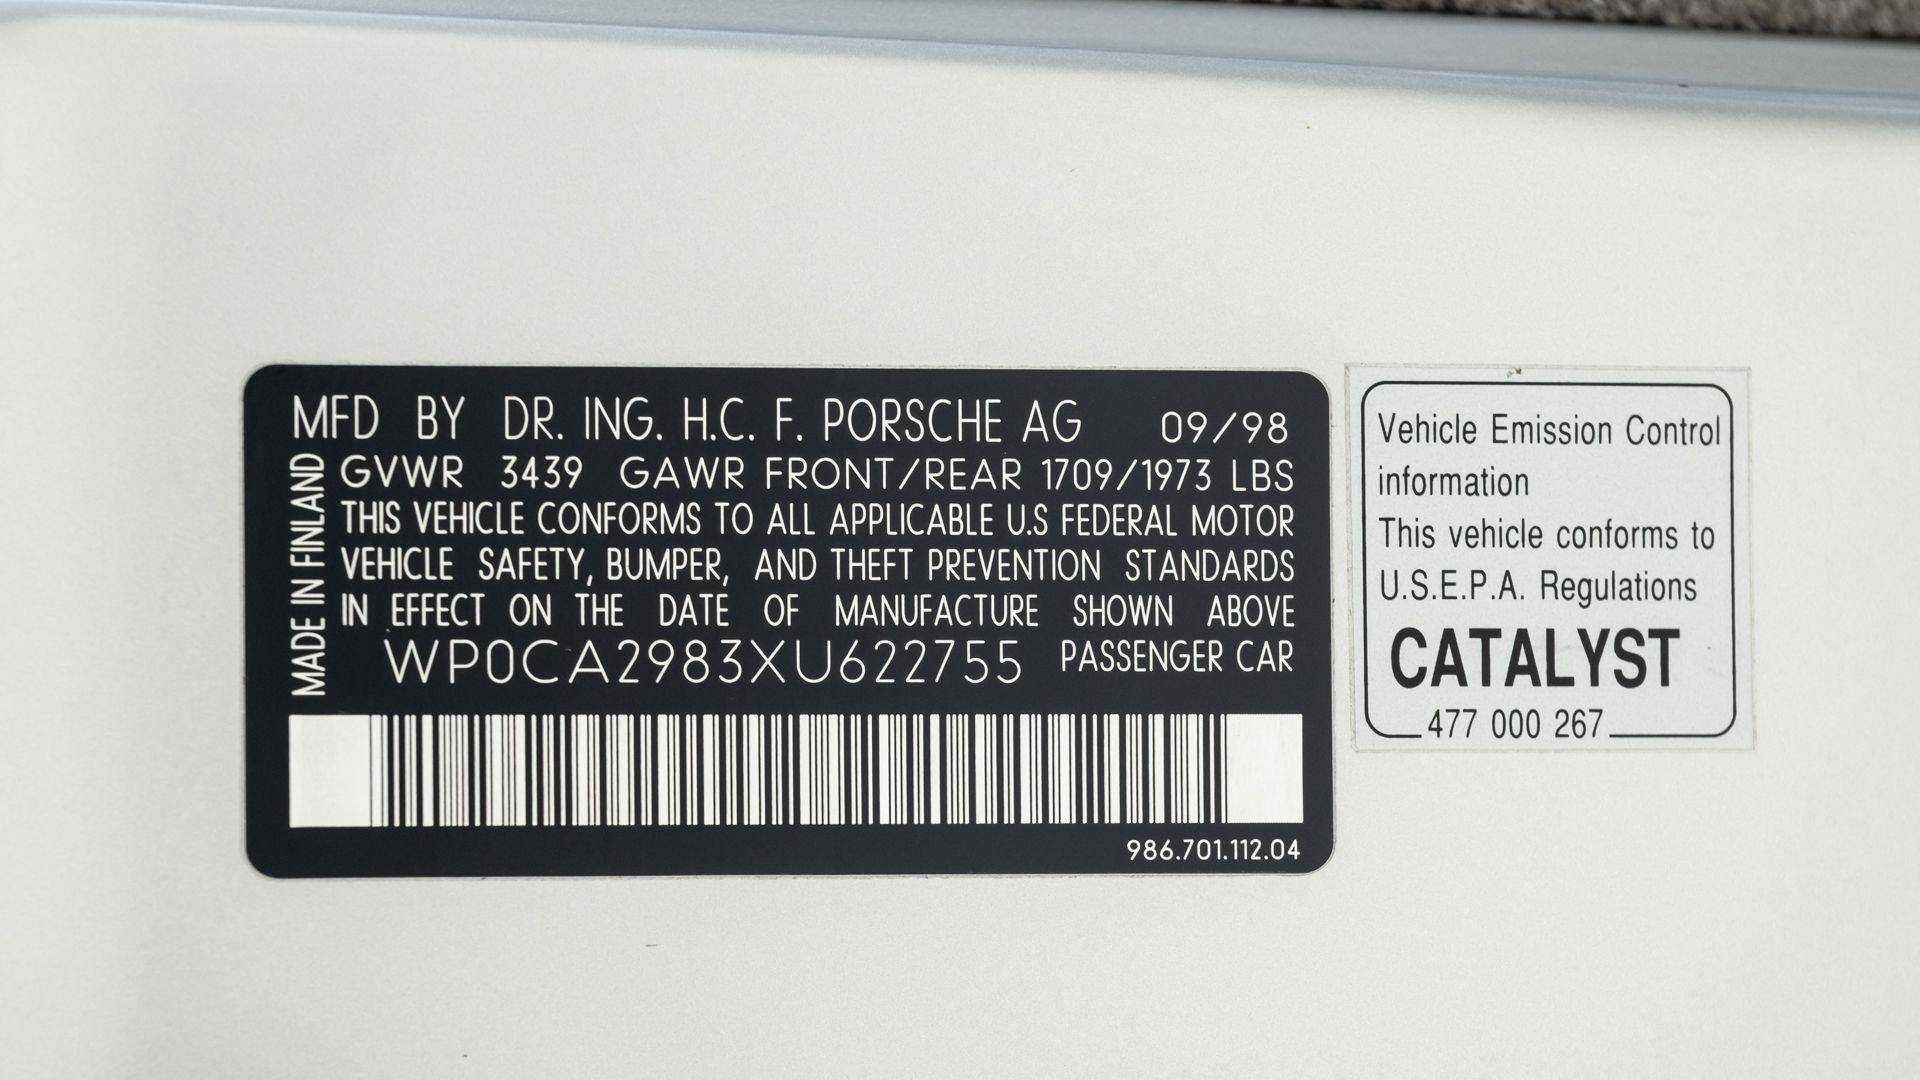 MFD BY DR. ING. H.C. F. PORSCHE AG 09/98
MADE IN FINLAND
GVWR 3439 GAWR FRONT/REAR 1709/1973 LBS
THIS VEHICLE CONFORMS TO ALL APPLICABLE U.S FEDERAL MOTOR
VEHICLE SAFETY, BUMPER, AND THEFT PREVENTION STANDARDS
IN EFFECT ON THE DATE OF MANUFACTURE SHOWN ABOVE
WP0CA2983XU622755 PASSENGER CAR
986.701.112.04
Vehicle Emission Control
information
This vehicle conforms to
U.S.E.P.A. Regulations
CATALYST
477 000 267